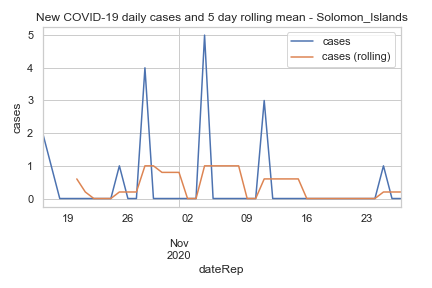 New COVID-19 daily cases and 5 day rolling mean - Solomon_Islands
cases
cases (rolling)
5
4
3
2
1
0
cases
19
26
02
09
16
23
Nov
2020
dateRep